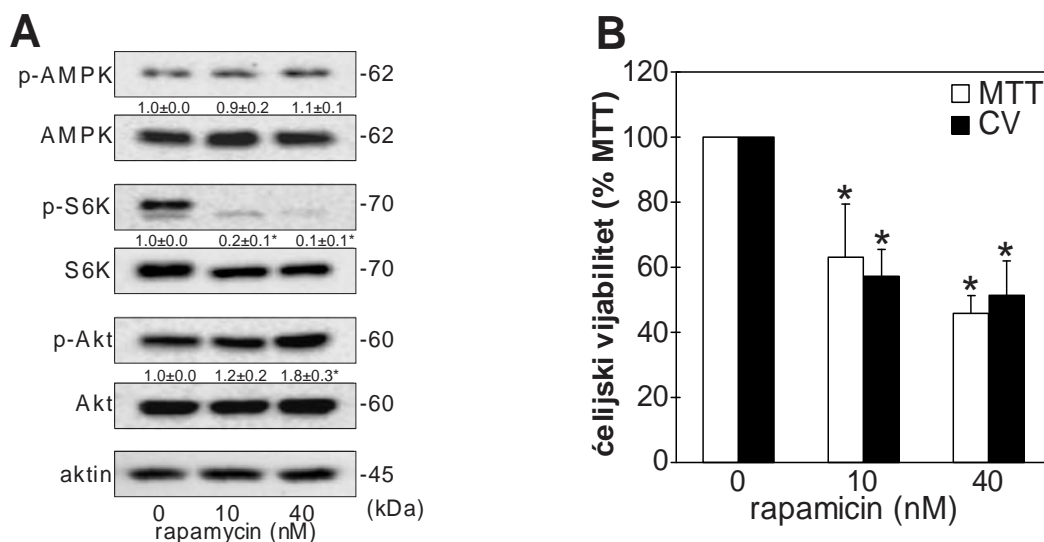 A
p-AMPK -62
1.0±0.0 0.9±0.2 1.1±0.1
AMPK -62
p-S6K -70
1.0±0.0 0.2±0.1* 0.1±0.1*
S6K -70
p-Akt -60
1.0±0.0 1.2±0.2 1.8±0.3*
Akt -60
aktin -45
0 10 40 (kDa)
rapamycin (nM)
B
ćelijski vijabilitet (% MTT)
120
100
80
60
40
20
0
MTT
CV
* *
* *
0 10 40
rapamicin (nM)